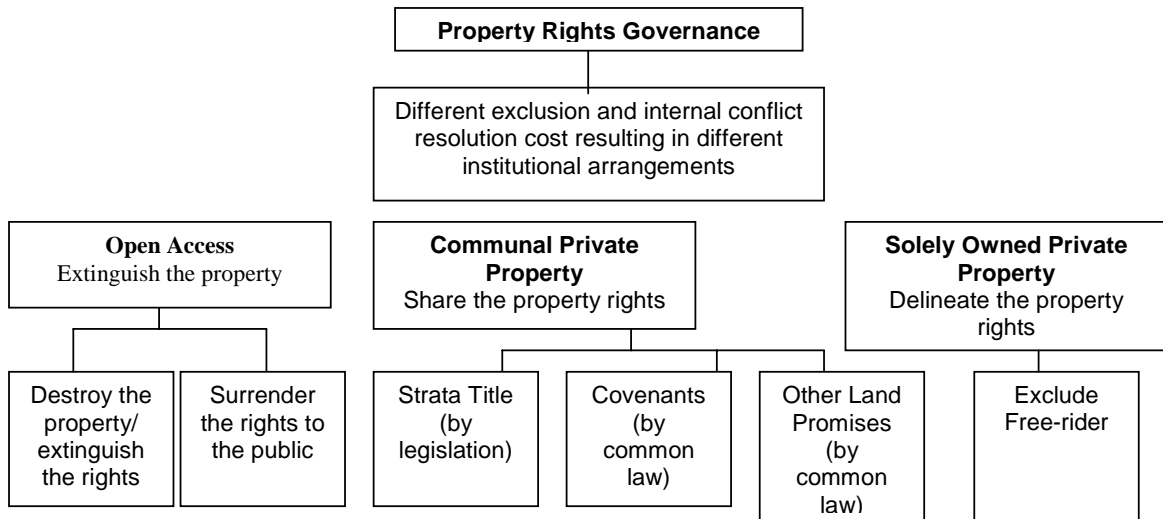 Property Rights Governance
Different exclusion and internal conflict
resolution cost resulting in different
institutional arrangements
Open Access
Extinguish the property
Communal Private
Property
Share the property rights
Solely Owned Private
Property
Delineate the property
rights
Destroy the
property/
extinguish
the rights
Surrender
the rights to
the public
Strata Title
(by
legislation)
Covenants
(by
common
law)
Other Land
Promises
(by
common
law)
Exclude
Free-rider